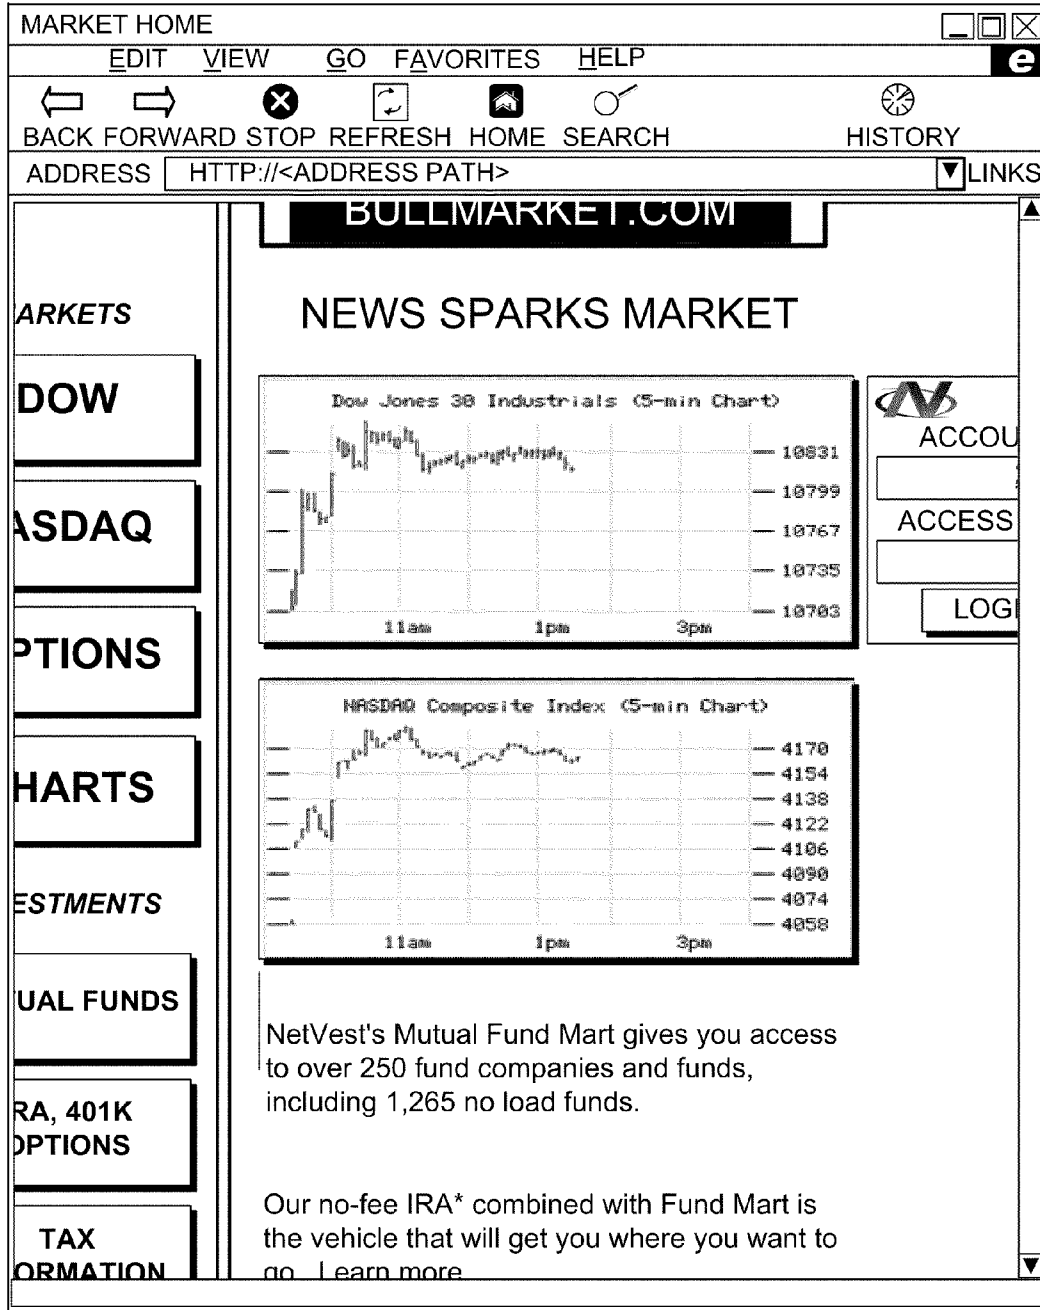 MARKET HOME
EDIT VIEW GO FAVORITES HELP
e
BACK FORWARD STOP REFRESH HOME SEARCH HISTORY
ADDRESS HTTP://<ADDRESS PATH> LINKS
BULLMARKET.COM
ARKETS
DOW
ASDAQ
PTIONS
HARTS
ESTMENTS
TUAL FUNDS
RA, 401K
OPTIONS
TAX
ORMATION
NEWS SPARKS MARKET
Dow Jones 30 Industrials (5-min Chart)
10831
10799
10767
10735
10703
11am 1pm 3pm
NASDAQ Composite Index (5-min Chart)
4170
4154
4138
4122
4106
4090
4074
4058
11am 1pm 3pm
NetVest's Mutual Fund Mart gives you access
to over 250 fund companies and funds,
including 1,265 no load funds.
Our no-fee IRA* combined with Fund Mart is
the vehicle that will get you where you want to
go. Learn more
N
ACCOU
ACCESS
LOGI